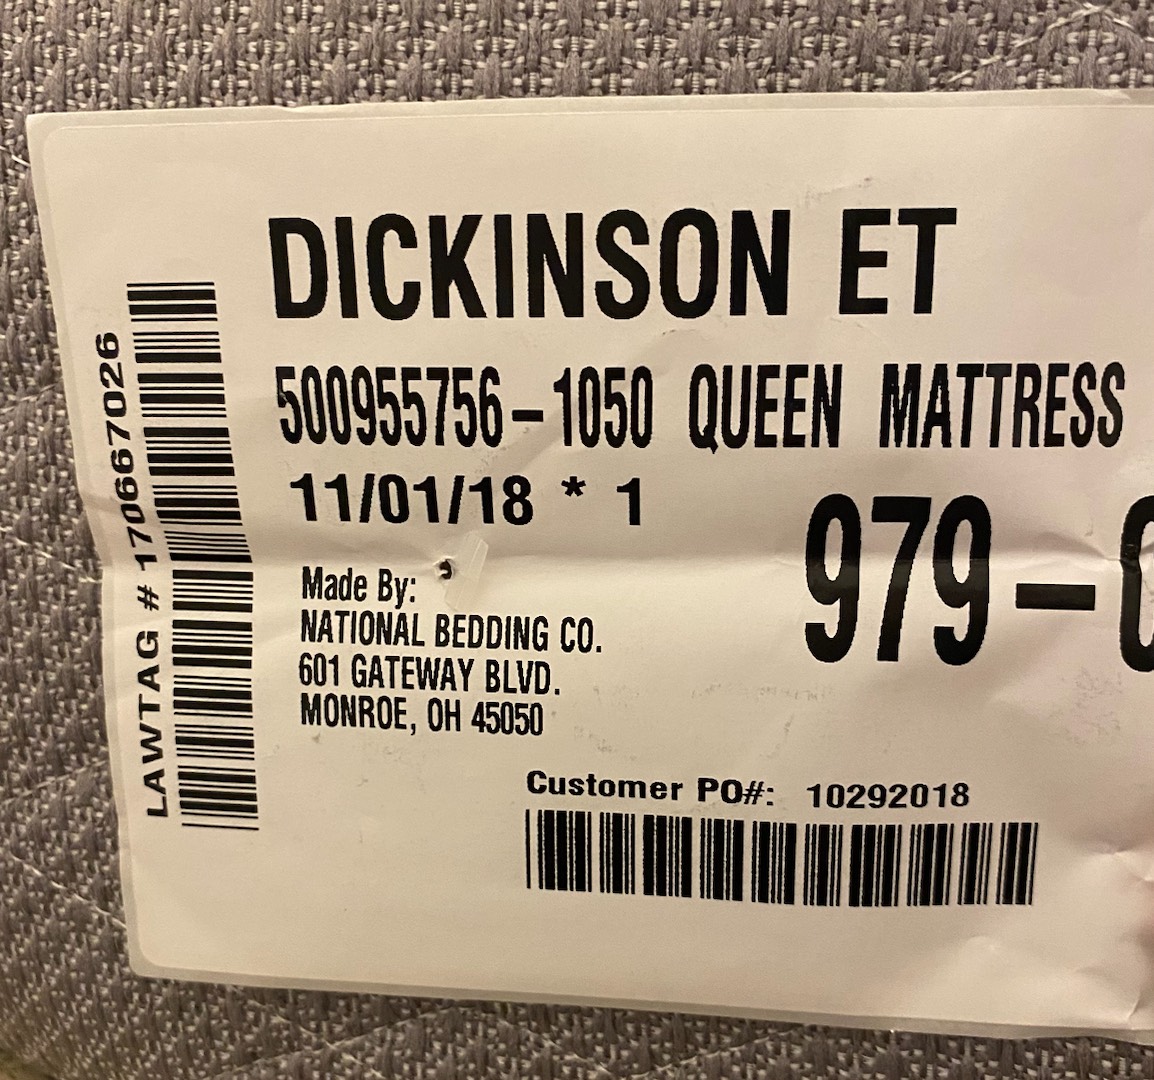 DICKINSON ET
500955756-1050 QUEEN MATTRESS
11/01/18 * 1
979-
Made By:
NATIONAL BEDDING CO.
601 GATEWAY BLVD.
MONROE, OH 45050
Customer PO#: 10292018
LAWTAG # 170667026